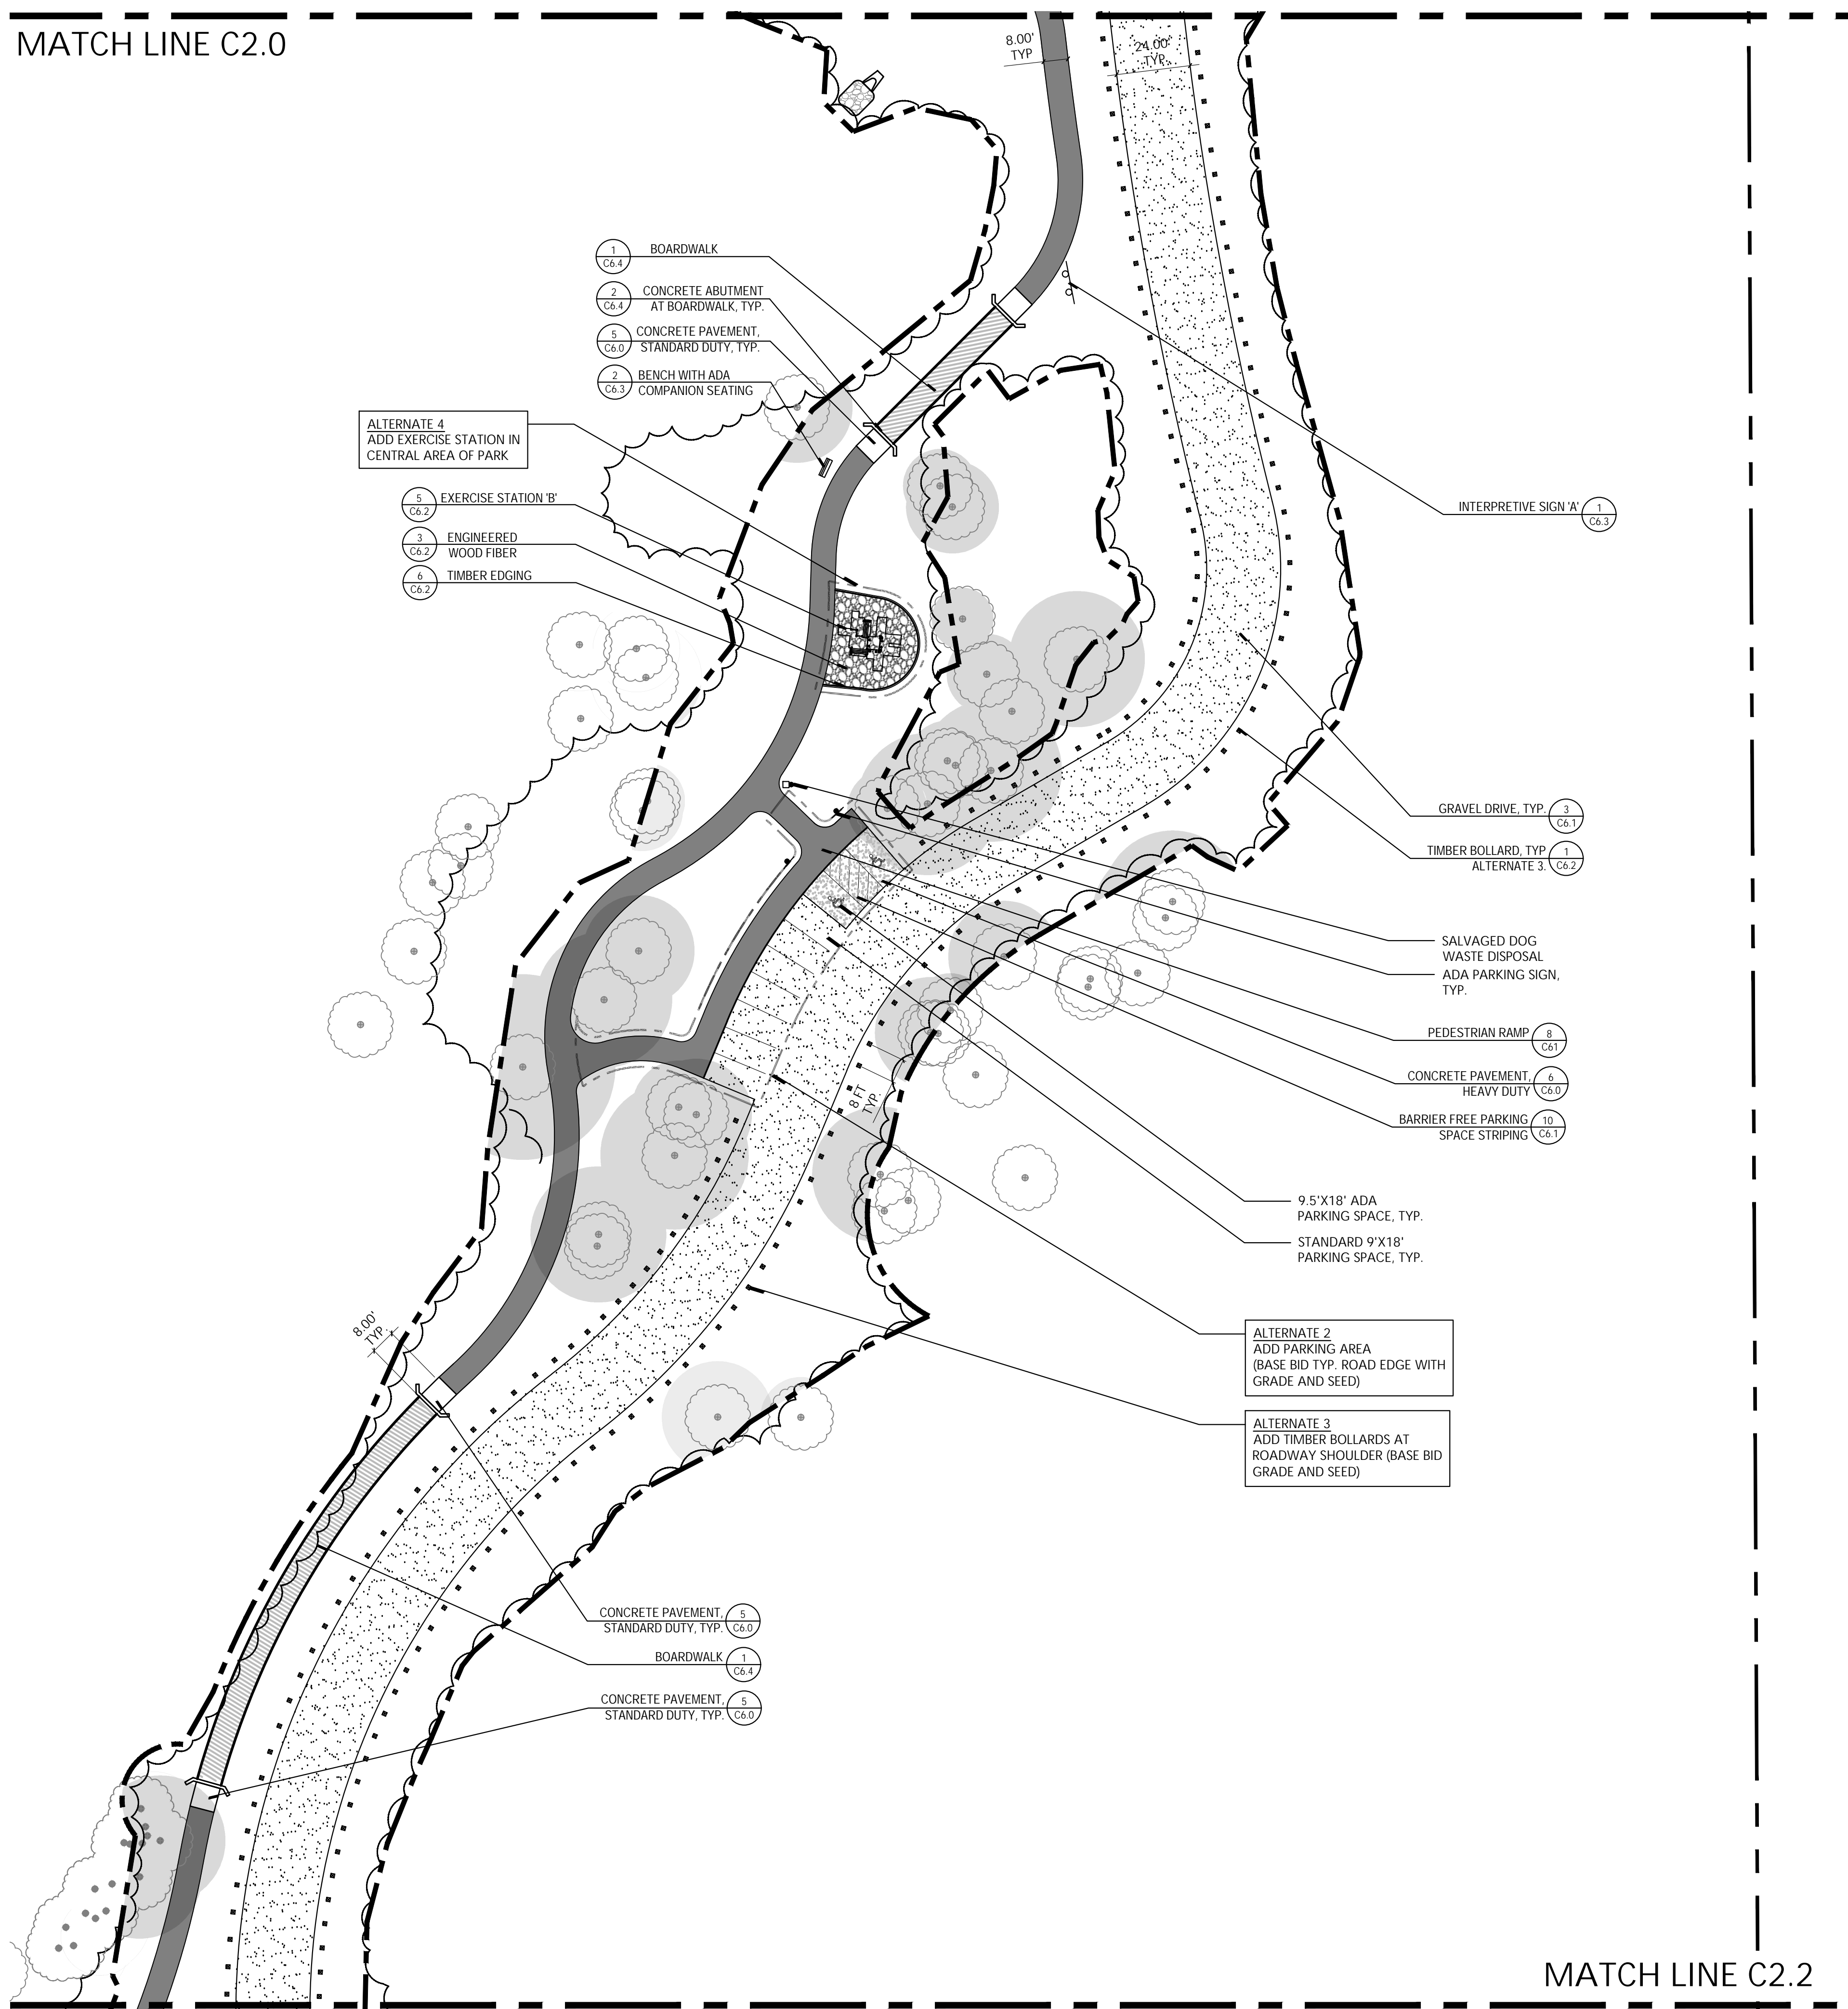 MATCH LINE C2.0
8.00'
TYP
24.00'
TYP.
1
C6.4
BOARDWALK
2
C6.4
CONCRETE ABUTMENT
AT BOARDWALK, TYP.
5
C6.0
CONCRETE PAVEMENT,
STANDARD DUTY, TYP.
2
C6.3
BENCH WITH ADA
COMPANION SEATING
ALTERNATE 4
ADD EXERCISE STATION IN
CENTRAL AREA OF PARK
5
C6.2
EXERCISE STATION 'B'
3
C6.2
ENGINEERED
WOOD FIBER
6
C6.2
TIMBER EDGING
INTERPRETIVE SIGN 'A'
1
C6.3
GRAVEL DRIVE, TYP.
3
C6.1
TIMBER BOLLARD, TYP
ALTERNATE 3.
1
C6.2
SALVAGED DOG
WASTE DISPOSAL
ADA PARKING SIGN,
TYP.
PEDESTRIAN RAMP
8
C61
CONCRETE PAVEMENT,
HEAVY DUTY
6
C6.0
BARRIER FREE PARKING
SPACE STRIPING
10
C6.1
8 FT
TYP.
9.5'X18' ADA
PARKING SPACE, TYP.
STANDARD 9'X18'
PARKING SPACE, TYP.
8.00'
TYP.
ALTERNATE 2
ADD PARKING AREA
(BASE BID TYP. ROAD EDGE WITH
GRADE AND SEED)
ALTERNATE 3
ADD TIMBER BOLLARDS AT
ROADWAY SHOULDER (BASE BID
GRADE AND SEED)
CONCRETE PAVEMENT,
STANDARD DUTY, TYP.
5
C6.0
BOARDWALK
1
C6.4
CONCRETE PAVEMENT,
STANDARD DUTY, TYP.
5
C6.0
MATCH LINE C2.2